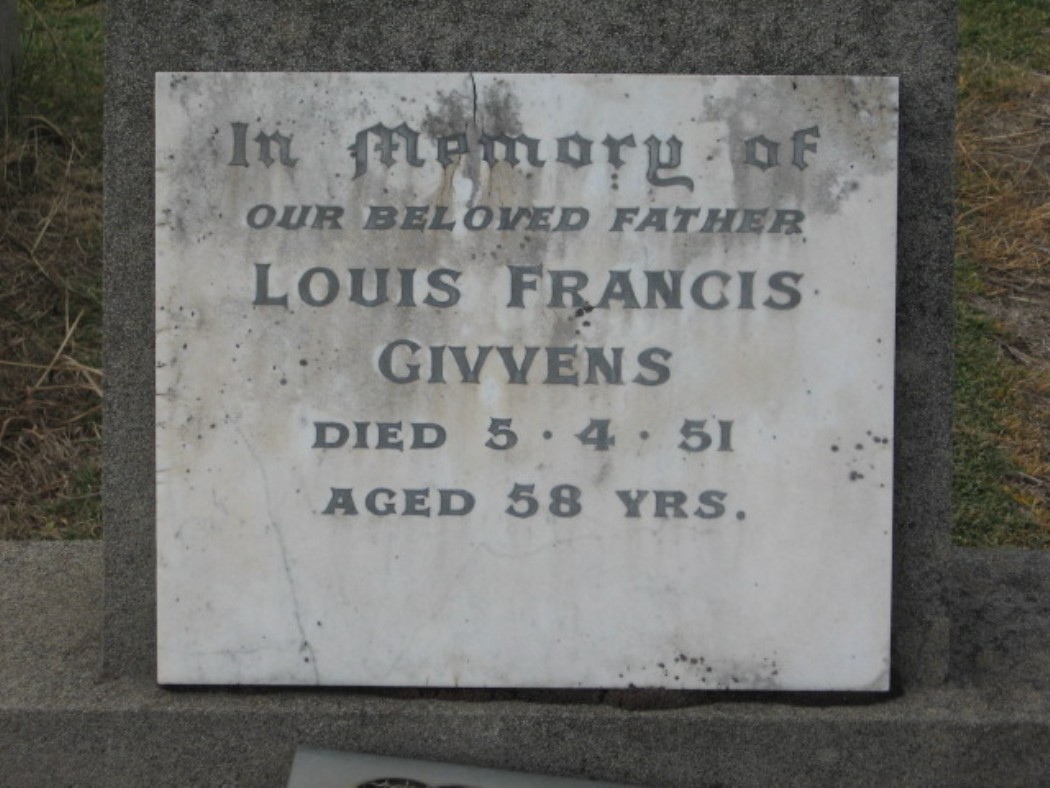 In Memory of
OUR BELOVED FATHER
LOUIS FRANCIS
GIVVENS
DIED 5 · 4 · 51
AGED 58 YRS.